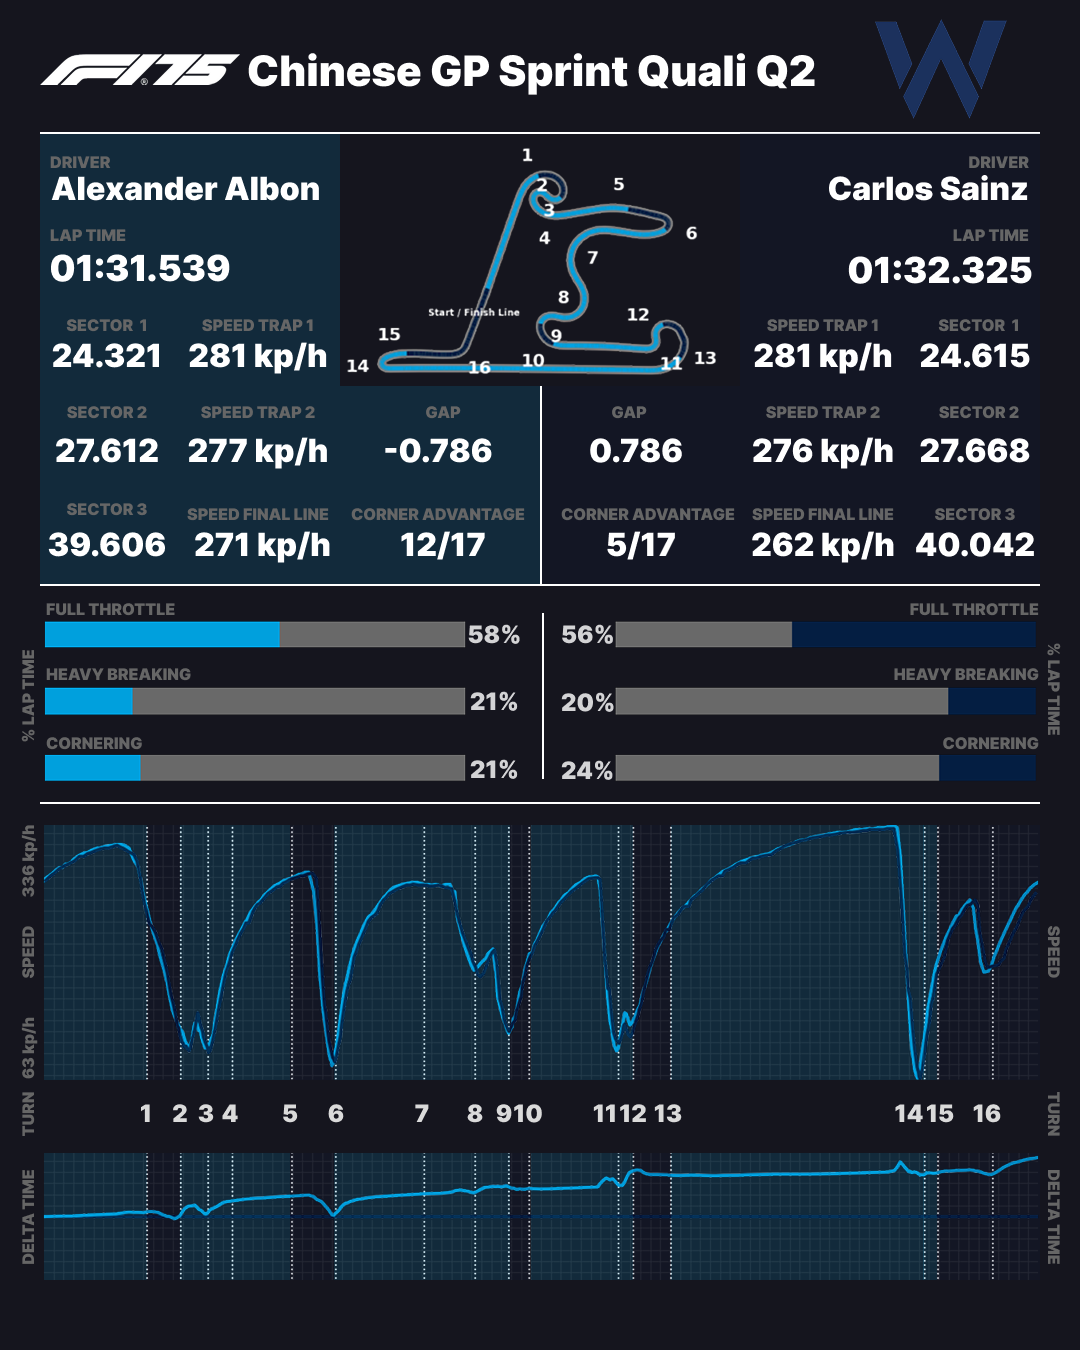 F1 75 Chinese GP Sprint Quali Q2
DRIVER
Alexander Albon
LAP TIME
01:31.539
SECTOR 1
24.321
SPEED TRAP 1
281 kp/h
SECTOR 2
27.612
SPEED TRAP 2
277 kp/h
GAP
-0.786
SECTOR 3
39.606
SPEED FINAL LINE
271 kp/h
CORNER ADVANTAGE
12/17
1
2
3
4
5
6
7
8
9
10
11
12
13
14
15
16
Start / Finish Line
DRIVER
Carlos Sainz
LAP TIME
01:32.325
SPEED TRAP 1
281 kp/h
SECTOR 1
24.615
GAP
0.786
SPEED TRAP 2
276 kp/h
SECTOR 2
27.668
CORNER ADVANTAGE
5/17
SPEED FINAL LINE
262 kp/h
SECTOR 3
40.042
% LAP TIME
FULL THROTTLE
58%
HEAVY BREAKING
21%
CORNERING
21%
FULL THROTTLE
56%
HEAVY BREAKING
20%
CORNERING
24%
% LAP TIME
336 kp/h
SPEED
63 kp/h
SPEED
TURN
1 2 3 4 5 6 7 8 9 10 11 12 13 14 15 16
TURN
DELTA TIME
DELTA TIME